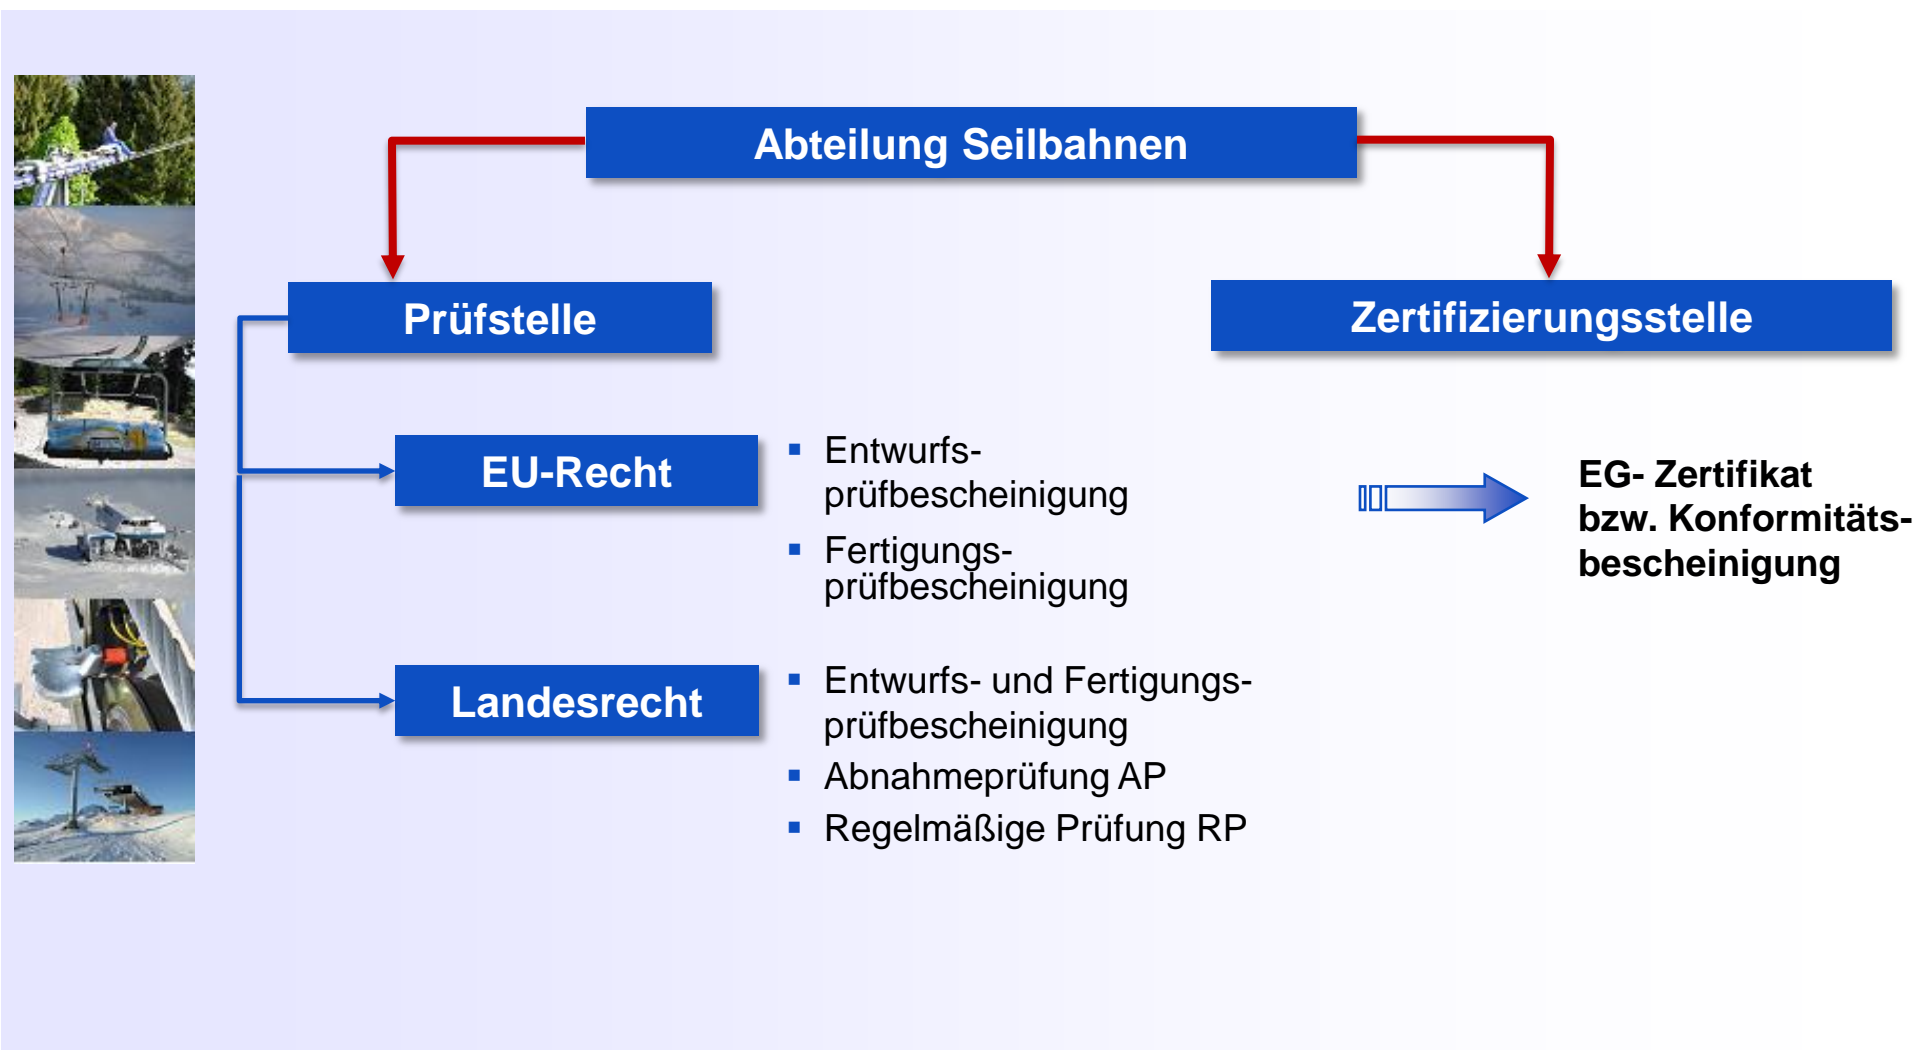 Abteilung Seilbahnen
Prüfstelle
Zertifizierungsstelle
EU-Recht
Entwurfs-
prüfbescheinigung
Fertigungs-
prüfbescheinigung
EG- Zertifikat
bzw. Konformitäts-
bescheinigung
Landesrecht
Entwurfs- und Fertigungs-
prüfbescheinigung
Abnahmeprüfung AP
Regelmäßige Prüfung RP